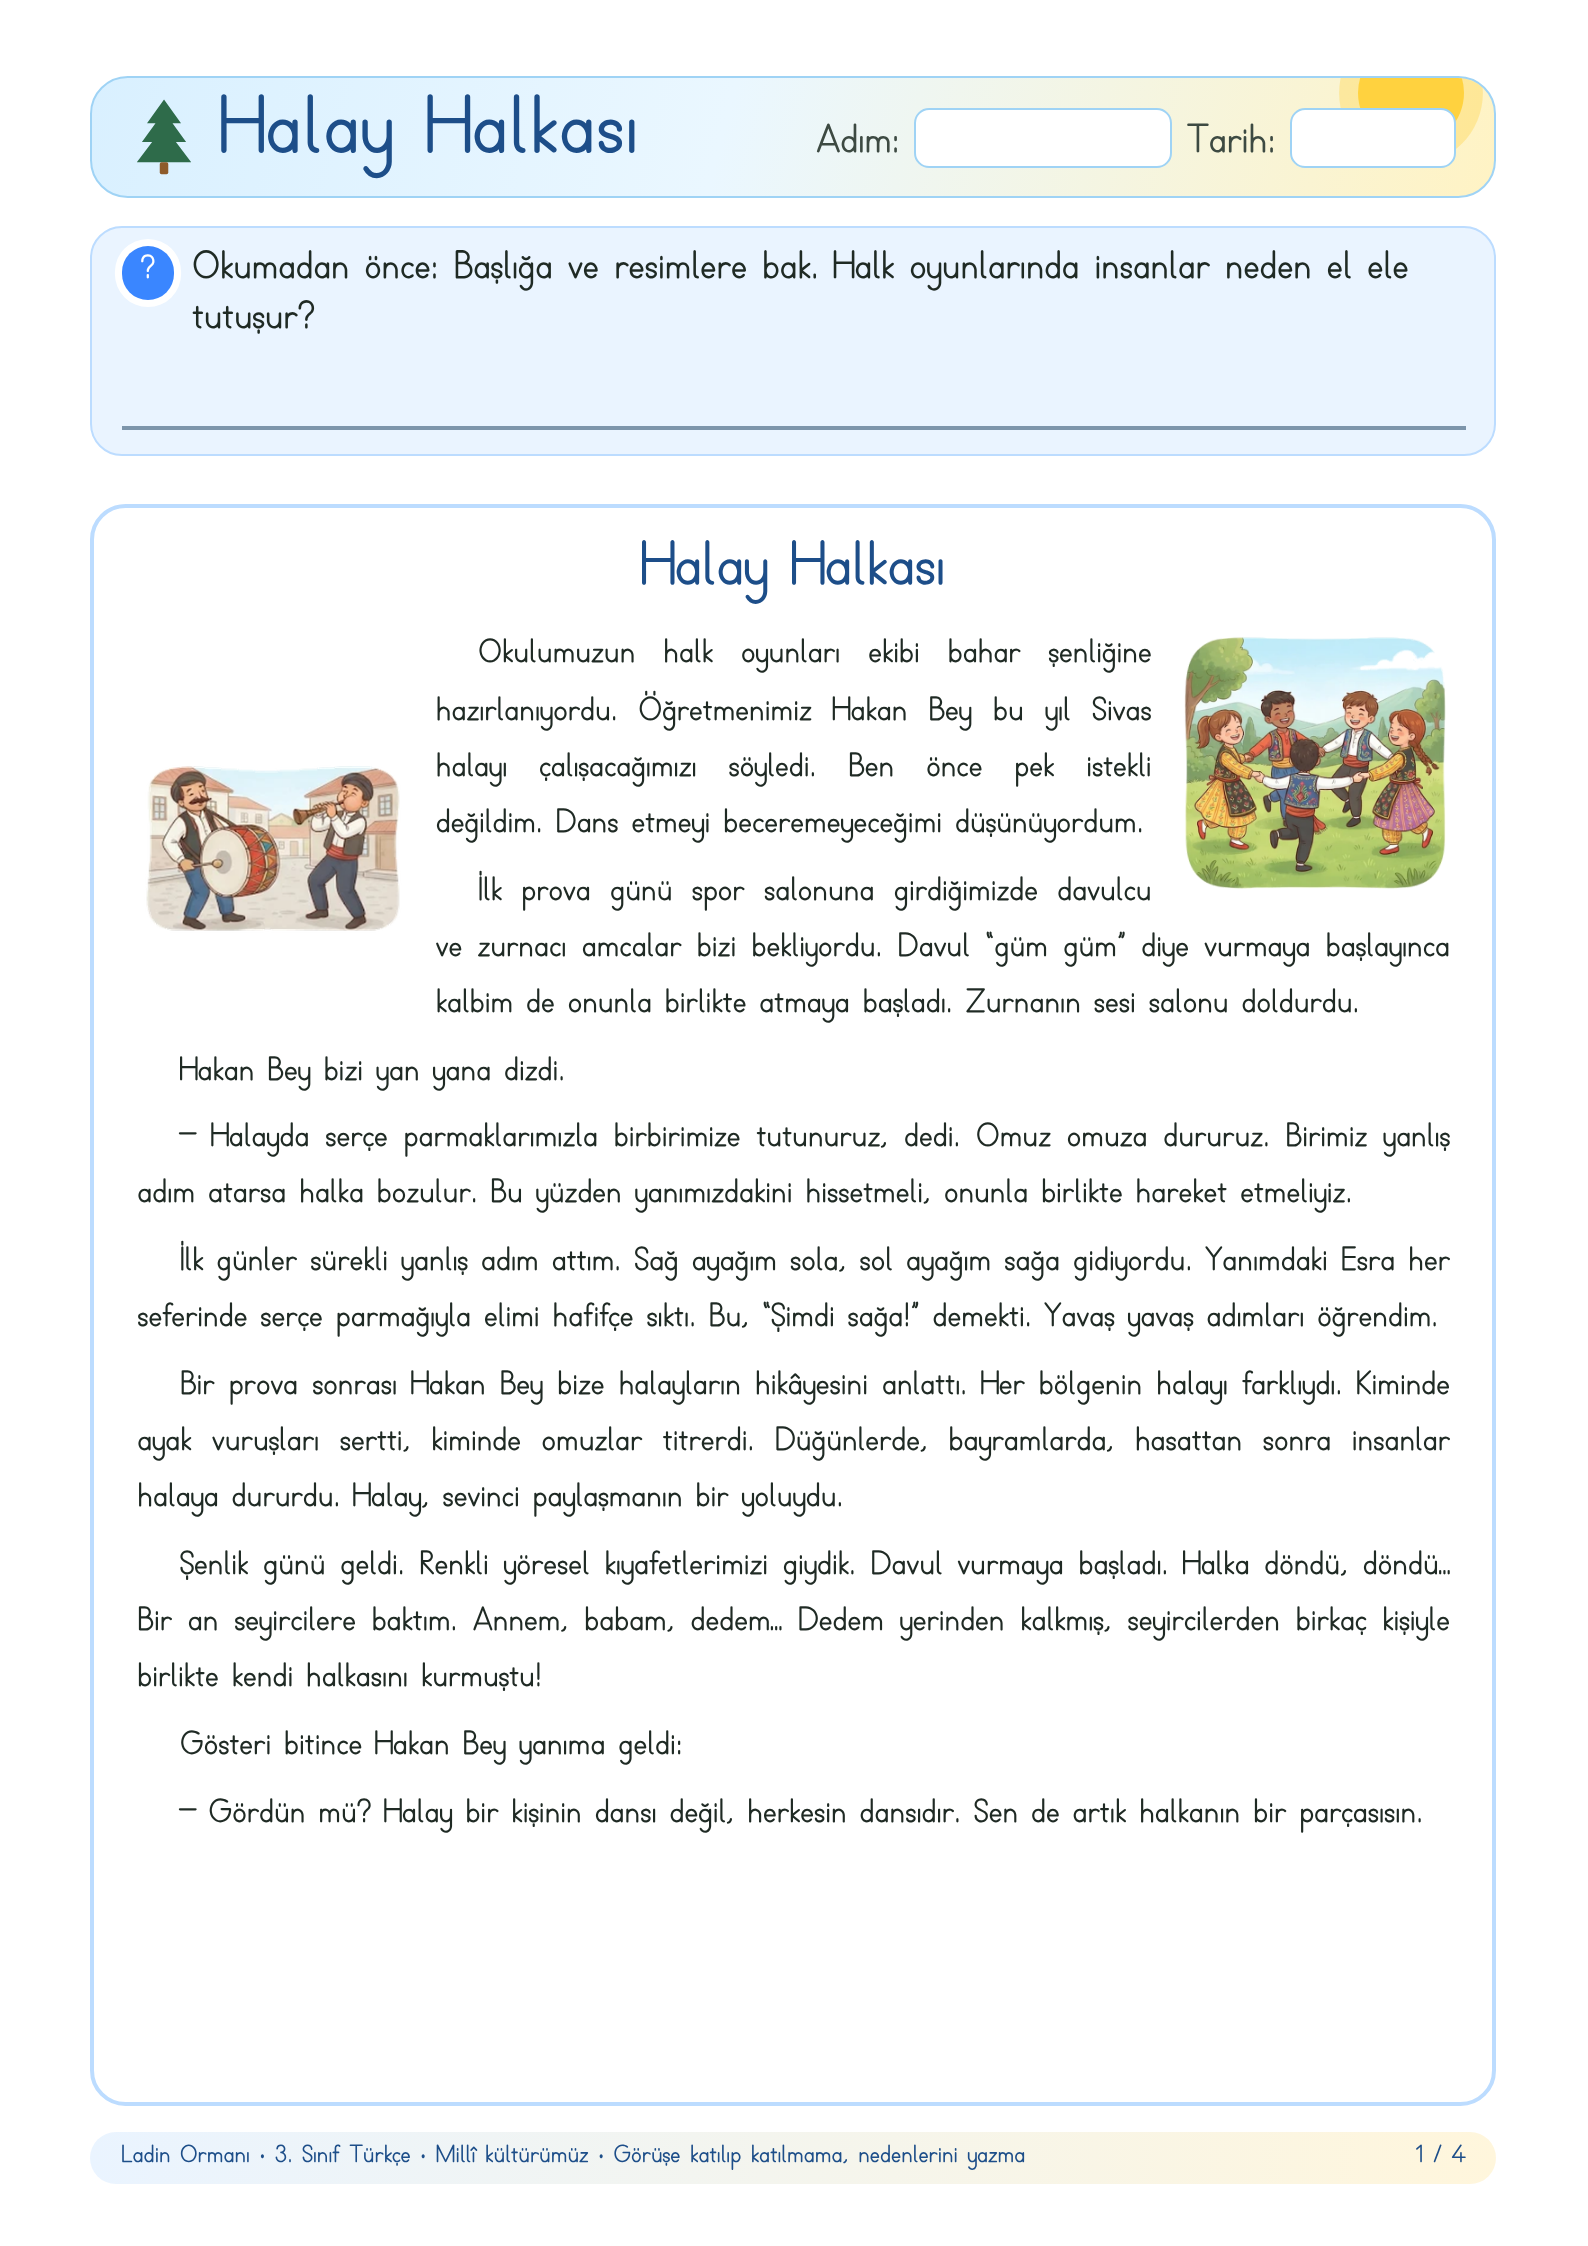 Halay Halkası
Adım:
Tarih:
?
Okumadan önce: Başlığa ve resimlere bak. Halk oyunlarında insanlar neden el ele
tutuşur?
Halay Halkası
Okulumuzun halk oyunları ekibi bahar şenliğine
hazırlanıyordu. Öğretmenimiz Hakan Bey bu yıl Sivas
halayı çalışacağımızı söyledi. Ben önce pek istekli
değildim. Dans etmeyi beceremeyeceğimi düşünüyordum.
İlk prova günü spor salonuna girdiğimizde davulcu
ve zurnacı amcalar bizi bekliyordu. Davul “güm güm” diye vurmaya başlayınca
kalbim de onunla birlikte atmaya başladı. Zurnanın sesi salonu doldurdu.
Hakan Bey bizi yan yana dizdi.
– Halayda serçe parmaklarımızla birbirimize tutunuruz, dedi. Omuz omuza dururuz. Birimiz yanlış
adım atarsa halka bozulur. Bu yüzden yanımızdakini hissetmeli, onunla birlikte hareket etmeliyiz.
İlk günler sürekli yanlış adım attım. Sağ ayağım sola, sol ayağım sağa gidiyordu. Yanımdaki Esra her
seferinde serçe parmağıyla elimi hafifçe sıktı. Bu, “Şimdi sağa!” demekti. Yavaş yavaş adımları öğrendim.
Bir prova sonrası Hakan Bey bize halayların hikâyesini anlattı. Her bölgenin halayı farklıydı. Kiminde
ayak vuruşları sertti, kiminde omuzlar titrerdi. Düğünlerde, bayramlarda, hasattan sonra insanlar
halaya dururdu. Halay, sevinci paylaşmanın bir yoluydu.
Şenlik günü geldi. Renkli yöresel kıyafetlerimizi giydik. Davul vurmaya başladı. Halka döndü, döndü...
Bir an seyircilere baktım. Annem, babam, dedem... Dedem yerinden kalkmış, seyircilerden birkaç kişiyle
birlikte kendi halkasını kurmuştu!
Gösteri bitince Hakan Bey yanıma geldi:
– Gördün mü? Halay bir kişinin dansı değil, herkesin dansıdır. Sen de artık halkanın bir parçasısın.
Ladin Ormanı • 3. Sınıf Türkçe • Millî kültürümüz • Görüşe katılıp katılmama, nedenlerini yazma
1 / 4